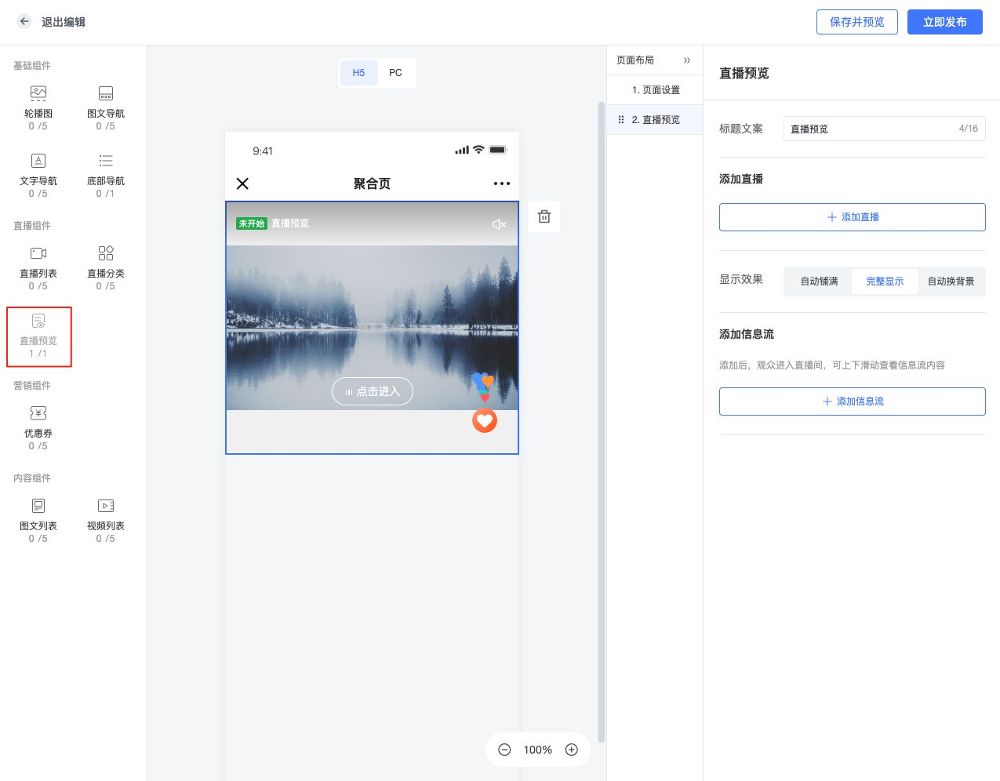 退出编辑
保存并预览
立即发布
基础组件
轮播图
0 /5
图文导航
0 /5
文字导航
0 /5
底部导航
0 /1
直播组件
直播列表
0 /5
直播分类
0 /5
直播预览
1 /1
营销组件
优惠券
0 /5
内容组件
图文列表
0 /5
视频列表
0 /5
H5
PC
9:41
聚合页
未开始 直播预览
点击进入
100%
页面布局
1. 页面设置
2. 直播预览
直播预览
标题文案
直播预览
4/16
添加直播
添加直播
显示效果
自动铺满
完整显示
自动换背景
添加信息流
添加后，观众进入直播间，可上下滑动查看信息流内容
添加信息流